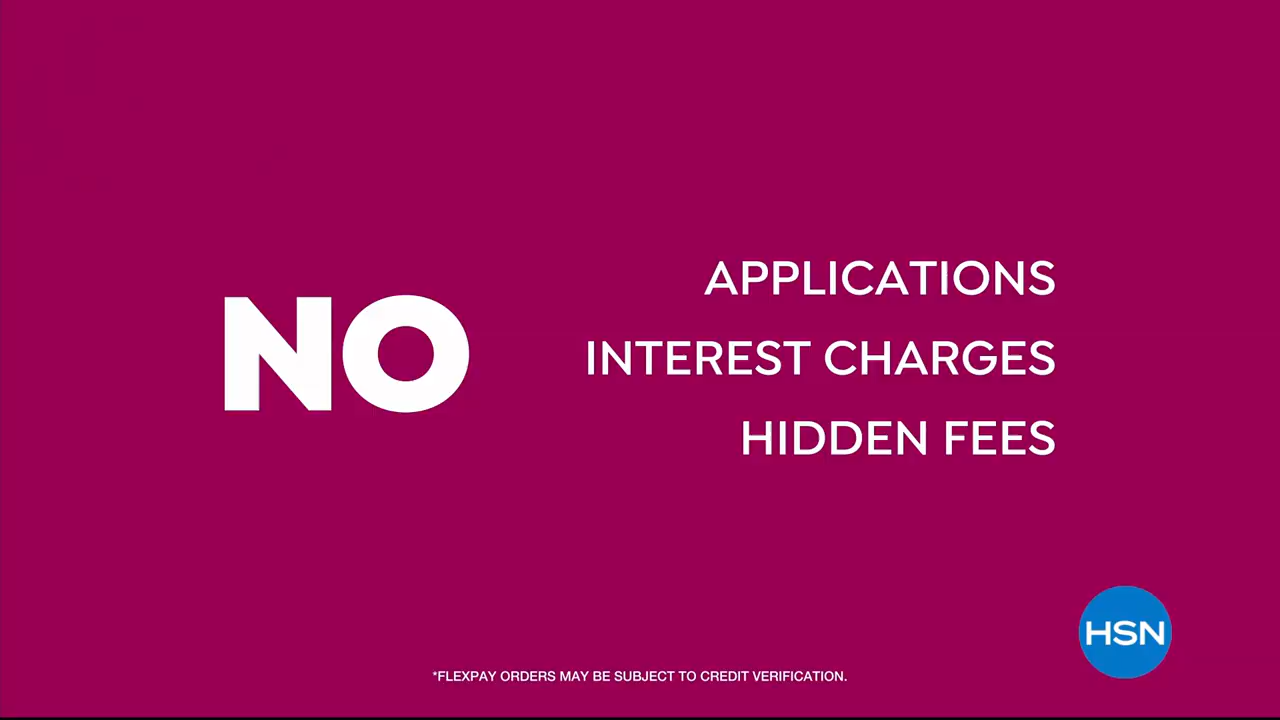 NO
APPLICATIONS
INTEREST CHARGES
HIDDEN FEES
HSN
*FLEXPAY ORDERS MAY BE SUBJECT TO CREDIT VERIFICATION.